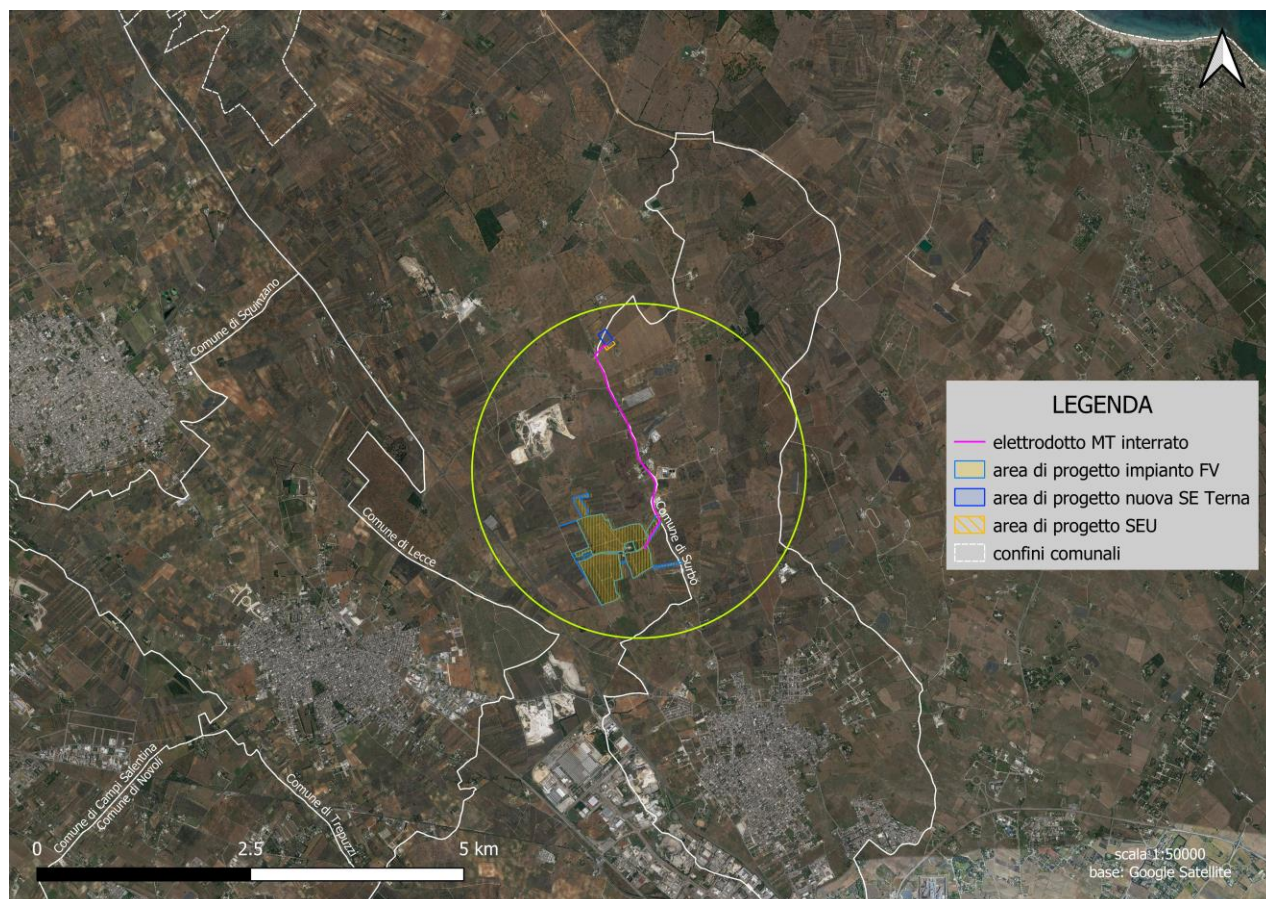 Comune di Squinzano
Comune di Lecce
Comune di Surbo
Comune di Campi Salentina
Comune di Novoli
Comune di Trepuzzi
LEGENDA
elettrodotto MT interrato
area di progetto impianto FV
area di progetto nuova SE Terna
area di progetto SEU
confini comunali
0 2.5 5 km
scala 1:50000
base: Google Satellite